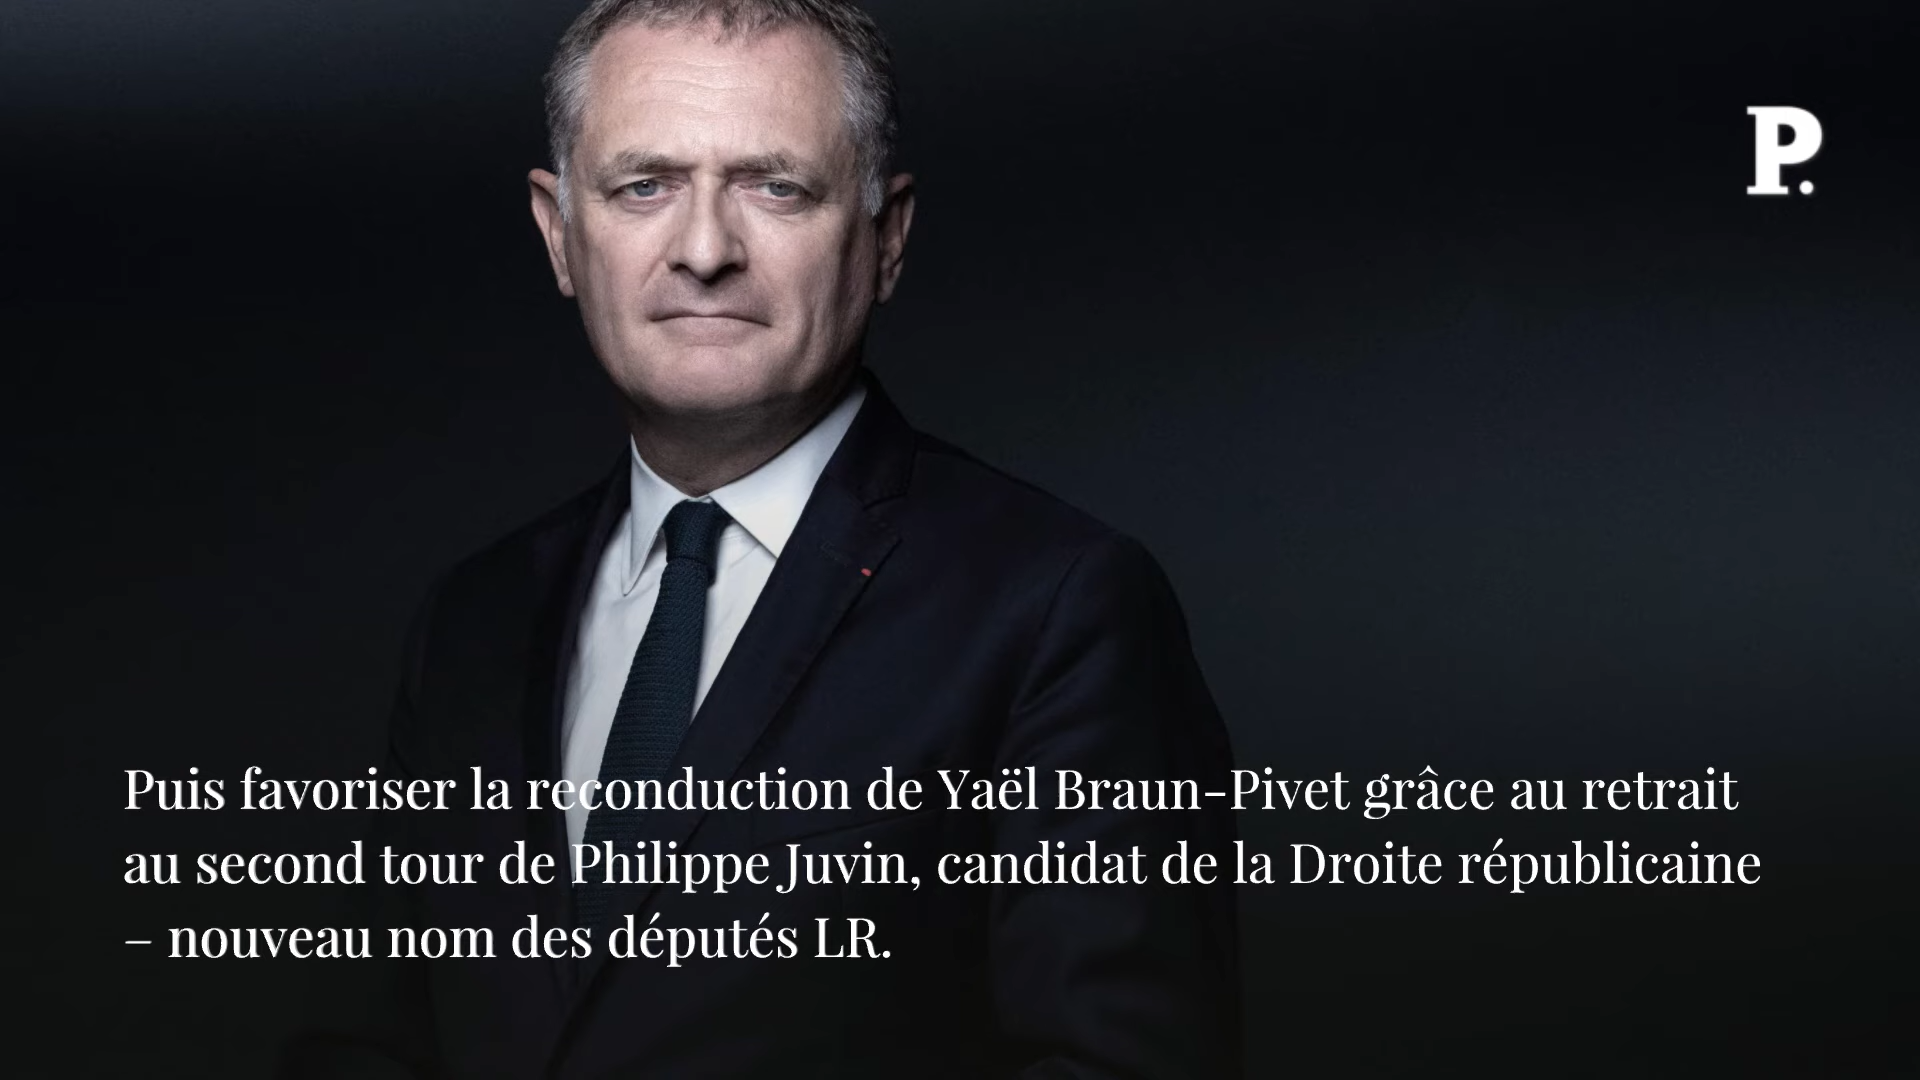 P.
Puis favoriser la reconduction de Yaël Braun-Pivet grâce au retrait
au second tour de Philippe Juvin, candidat de la Droite républicaine
– nouveau nom des députés LR.